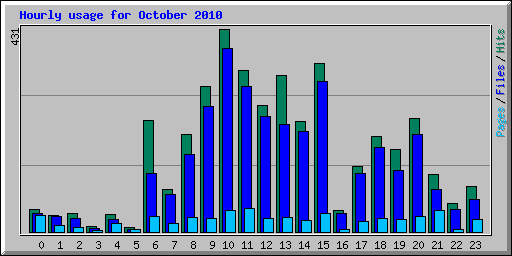 Hourly usage for October 2010
431
Pages/Files/Hits
0 1 2 3 4 5 6 7 8 9 10 11 12 13 14 15 16 17 18 19 20 21 22 23